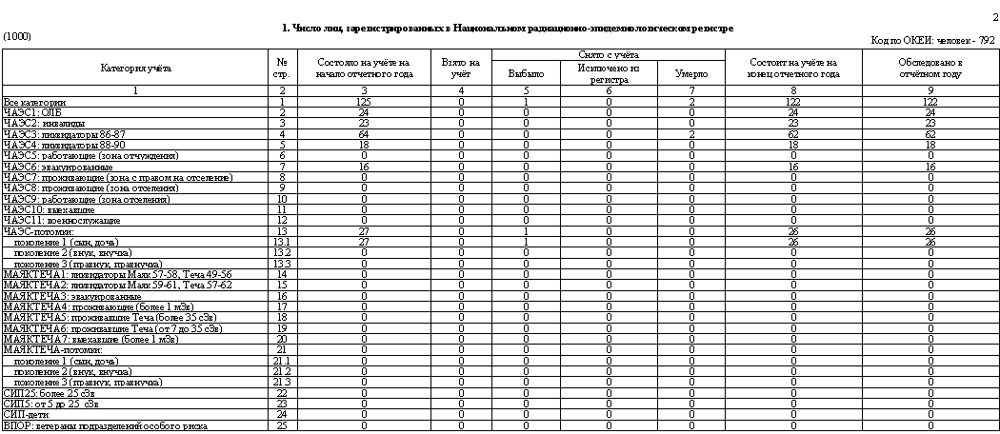 2
1. Число лиц, зарегистрированных в Национальном радиационно-эпидемиологическом регистре
(1000) Код по ОКЕИ: человек - 792
Категория учёта № стр. Состояло на учёте на начало отчетного года Взято на учёт Снято с учёта Выбыло Исключено из регистра Умерло Состоит на учёте на конец отчетного года Обследовано в отчётном году
1 2 3 4 5 6 7 8 9
Все категории 1 125 0 1 0 2 122 122
ЧАЭС1: ОЛБ 2 24 0 0 0 0 24 24
ЧАЭС2: инвалиды 3 23 0 0 0 0 23 23
ЧАЭС3: ликвидаторы 86-87 4 64 0 0 0 2 62 62
ЧАЭС4: ликвидаторы 88-90 5 18 0 0 0 0 18 18
ЧАЭС5: работающие (зона отчуждения) 6 0 0 0 0 0 0 0
ЧАЭС6: эвакуированные 7 16 0 0 0 0 16 16
ЧАЭС7: проживающие (зона с правом на отселение) 8 0 0 0 0 0 0 0
ЧАЭС8: проживающие (зона отселения) 9 0 0 0 0 0 0 0
ЧАЭС9: работающие (зона отселения) 10 0 0 0 0 0 0 0
ЧАЭС10: выехавшие 11 0 0 0 0 0 0 0
ЧАЭС11: военнослужащие 12 0 0 0 0 0 0 0
ЧАЭС-потомки: 13 27 0 1 0 0 26 26
поколение 1 (сын, дочь) 13.1 27 0 1 0 0 26 26
поколение 2 (внук, внучка) 13.2 0 0 0 0 0 0 0
поколение 3 (правнук, правнучка) 13.3 0 0 0 0 0 0 0
МАЯКТЕЧА1: ликвидаторы Маяк 57-58, Теча 49-56 14 0 0 0 0 0 0 0
МАЯКТЕЧА2: ликвидаторы Маяк 59-61, Теча 57-62 15 0 0 0 0 0 0 0
МАЯКТЕЧА3: эвакуированные 16 0 0 0 0 0 0 0
МАЯКТЕЧА4: проживающие (более 1 мЗв) 17 0 0 0 0 0 0 0
МАЯКТЕЧА5: проживавшие Теча (более 35 сЗв) 18 0 0 0 0 0 0 0
МАЯКТЕЧА6: проживавшие Теча (от 7 до 35 сЗв) 19 0 0 0 0 0 0 0
МАЯКТЕЧА7: выехавшие (более 1 мЗв) 20 0 0 0 0 0 0 0
МАЯКТЕЧА-потомки: 21 0 0 0 0 0 0 0
поколение 1 (сын, дочь) 21.1 0 0 0 0 0 0 0
поколение 2 (внук, внучка) 21.2 0 0 0 0 0 0 0
поколение 3 (правнук, правнучка) 21.3 0 0 0 0 0 0 0
СИП25: более 25 сЗв 22 0 0 0 0 0 0 0
СИП5: от 5 до 25 сЗв 23 0 0 0 0 0 0 0
СИП-дети 24 0 0 0 0 0 0 0
ВПОР: ветераны подразделений особого риска 25 0 0 0 0 0 0 0